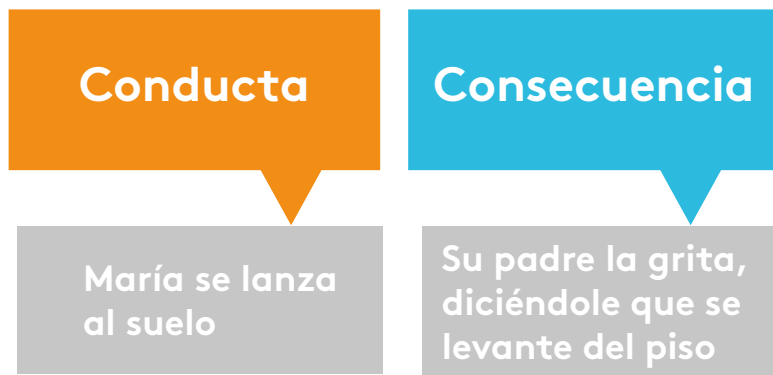 Conducta
Consecuencia
María se lanza
al suelo
Su padre la grita,
diciéndole que se
levante del piso